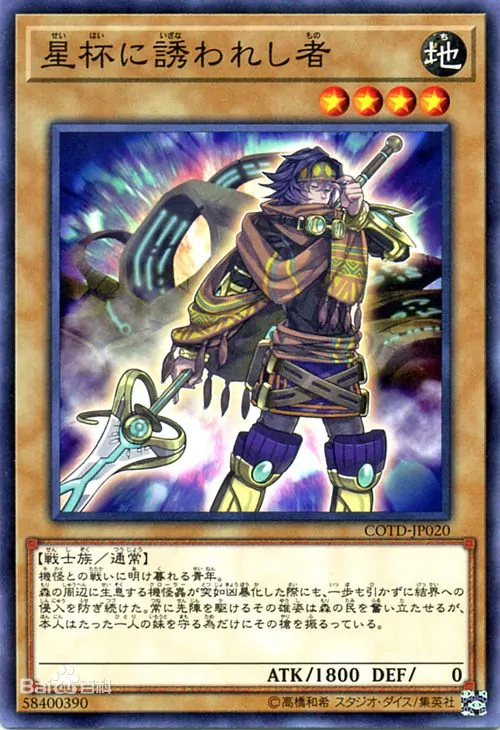 星杯に誘われし者
地
COTD-JP020
【戦士族／通常】
機怪との戦いに明け暮れる青年。
森の周辺に生息する機怪蟲が突如凶暴化した際にも、一歩も引かずに結界への
侵入を防ぎ続けた。常に先陣を駆けるその雄姿は森の民を奮い立たせるが、
本人はたった一人の妹を守る為だけにその槍を振るっている。
ATK/1800 DEF/ 0
Bai 百科
58400390
©高橋和希 スタジオ・ダイス/集英社